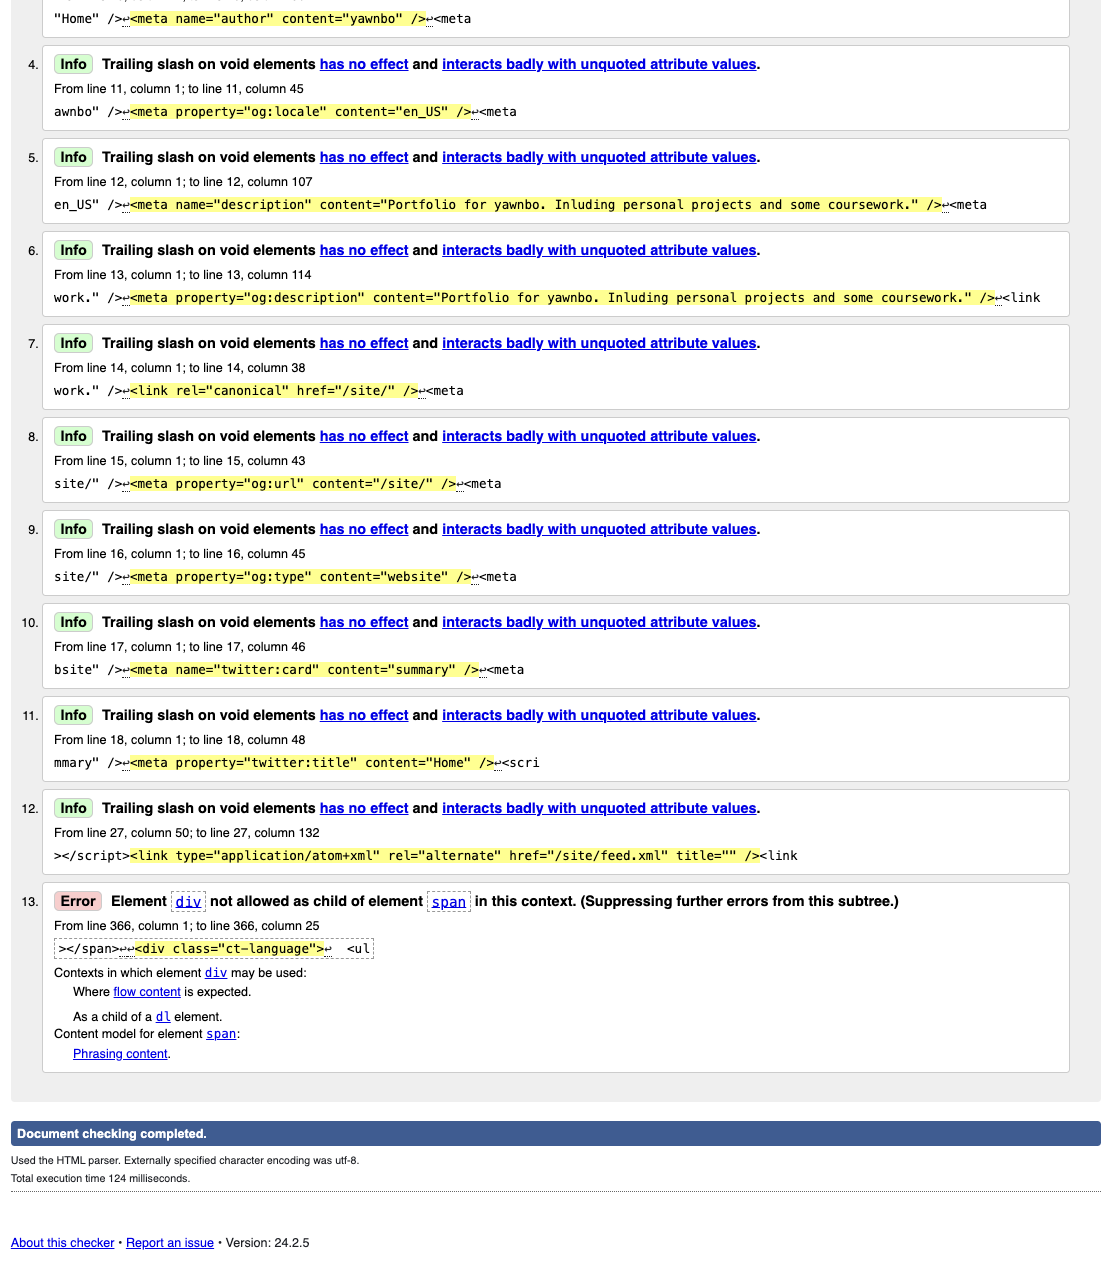 "Home" />↩<meta name="author" content="yawnbo" />↩<meta
4. Info Trailing slash on void elements has no effect and interacts badly with unquoted attribute values.
From line 11, column 1; to line 11, column 45
awnbo" />↩<meta property="og:locale" content="en_US" />↩<meta
5. Info Trailing slash on void elements has no effect and interacts badly with unquoted attribute values.
From line 12, column 1; to line 12, column 107
en_US" />↩<meta name="description" content="Portfolio for yawnbo. Inluding personal projects and some coursework." />↩<meta
6. Info Trailing slash on void elements has no effect and interacts badly with unquoted attribute values.
From line 13, column 1; to line 13, column 114
work." />↩<meta property="og:description" content="Portfolio for yawnbo. Inluding personal projects and some coursework." />↩<link
7. Info Trailing slash on void elements has no effect and interacts badly with unquoted attribute values.
From line 14, column 1; to line 14, column 38
work." />↩<link rel="canonical" href="/site/" />↩<meta
8. Info Trailing slash on void elements has no effect and interacts badly with unquoted attribute values.
From line 15, column 1; to line 15, column 43
site/" />↩<meta property="og:url" content="/site/" />↩<meta
9. Info Trailing slash on void elements has no effect and interacts badly with unquoted attribute values.
From line 16, column 1; to line 16, column 45
site/" />↩<meta property="og:type" content="website" />↩<meta
10. Info Trailing slash on void elements has no effect and interacts badly with unquoted attribute values.
From line 17, column 1; to line 17, column 46
bsite" />↩<meta name="twitter:card" content="summary" />↩<meta
11. Info Trailing slash on void elements has no effect and interacts badly with unquoted attribute values.
From line 18, column 1; to line 18, column 48
mmary" />↩<meta property="twitter:title" content="Home" />↩<scri
12. Info Trailing slash on void elements has no effect and interacts badly with unquoted attribute values.
From line 27, column 50; to line 27, column 132
></script><link type="application/atom+xml" rel="alternate" href="/site/feed.xml" title="" /><link
13. Error Element div not allowed as child of element span in this context. (Suppressing further errors from this subtree.)
From line 366, column 1; to line 366, column 25
></span>↩↩<div class="ct-language">↩  <ul
Contexts in which element div may be used:
Where flow content is expected.
As a child of a dl element.
Content model for element span:
Phrasing content.
Document checking completed.
Used the HTML parser. Externally specified character encoding was utf-8.
Total execution time 124 milliseconds.
About this checker • Report an issue • Version: 24.2.5